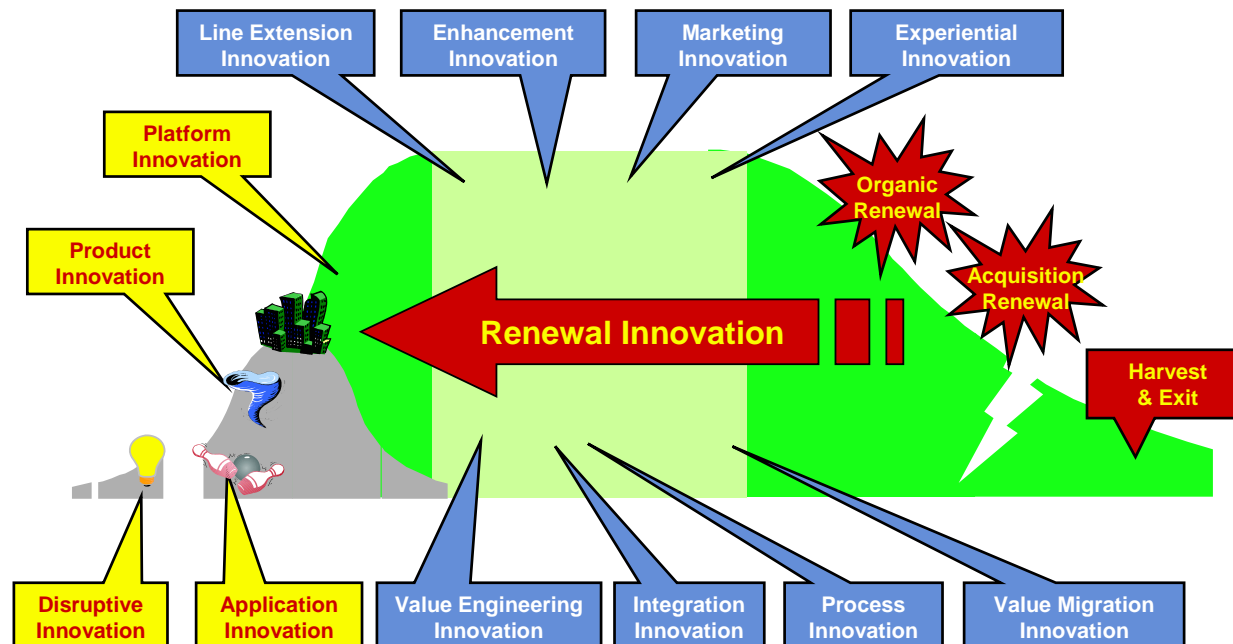 Line Extension
Innovation
Enhancement
Innovation
Marketing
Innovation
Experiential
Innovation
Platform
Innovation
Organic
Renewal
Product
Innovation
Acquisition
Renewal
Renewal Innovation
Harvest
& Exit
Disruptive
Innovation
Application
Innovation
Value Engineering
Innovation
Integration
Innovation
Process
Innovation
Value Migration
Innovation